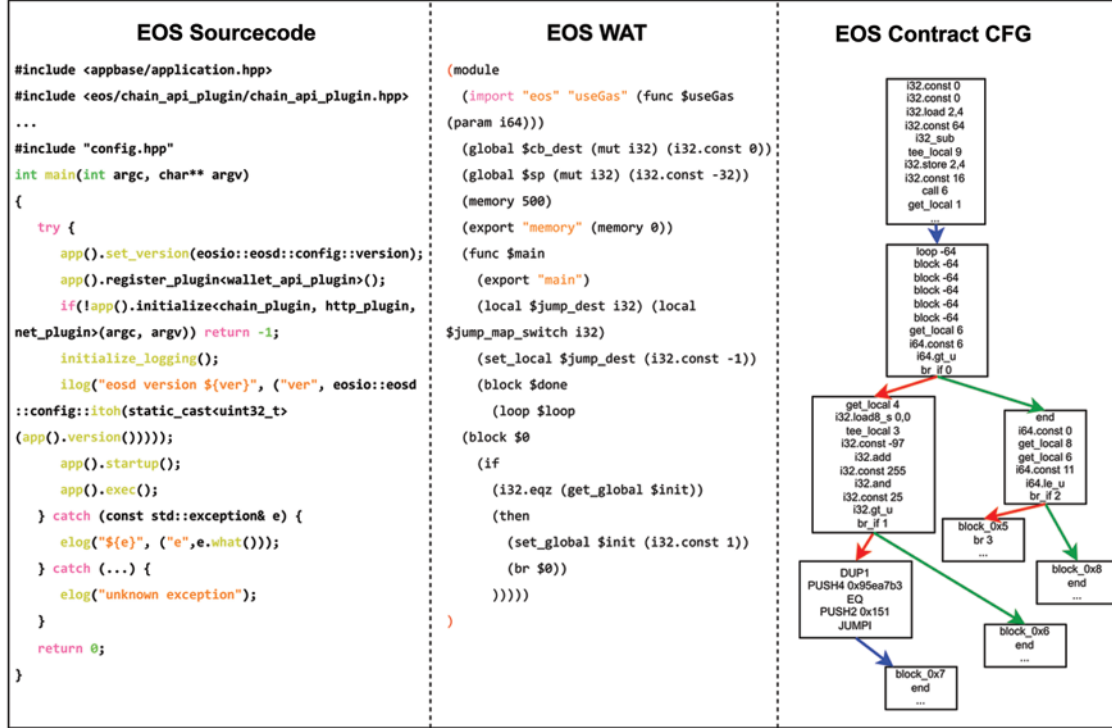 EOS Sourcecode
#include <appbase/application.hpp>
#include <eos/chain_api_plugin/chain_api_plugin.hpp>
...
#include "config.hpp"
int main(int argc, char** argv)
{
try {
app().set_version(eosio::eosd::config::version);
app().register_plugin<wallet_api_plugin>();
if(!app().initialize<chain_plugin, http_plugin,
net_plugin>(argc, argv)) return -1;
initialize_logging();
ilog("eosd version ${ver}", ("ver", eosio::eosd
::config::itoh(static_cast<uint32_t>
(app().version()))));
app().startup();
app().exec();
} catch (const std::exception& e) {
elog("${e}", ("e",e.what()));
} catch (...) {
elog("unknown exception");
}
return 0;
}
EOS WAT
(module
(import "eos" "useGas" (func $useGas
(param i64)))
(global $cb_dest (mut i32) (i32.const 0))
(global $sp (mut i32) (i32.const -32))
(memory 500)
(export "memory" (memory 0))
(func $main
(export "main")
(local $jump_dest i32) (local
$jump_map_switch i32)
(set_local $jump_dest (i32.const -1))
(block $done
(loop $loop
(block $0
(if
(i32.eqz (get_global $init))
(then
(set_global $init (i32.const 1))
(br $0))
)))))
)
EOS Contract CFG
i32.const 0
i32.const 0
i32.load 2,4
i32.const 64
i32_sub
tee_local 9
i32.store 2,4
i32.const 16
call 6
get_local 1
...
loop -64
block -64
block -64
block -64
block -64
block -64
get_local 6
i64.const 6
i64.gt_u
br_if 0
get_local 4
i32.load8_s 0,0
tee_local 3
i32.const -97
i32.add
i32.const 255
i32.and
i32.const 25
i32.gt_u
br_if 1
end
i64.const 0
get_local 8
get_local 6
i64.const 11
i64.le_u
br_if 2
block_0x5
br 3
...
block_0x8
end
...
DUP1
PUSH4 0x95ea7b3
EQ
PUSH2 0x151
JUMPI
block_0x6
end
...
block_0x7
end
...